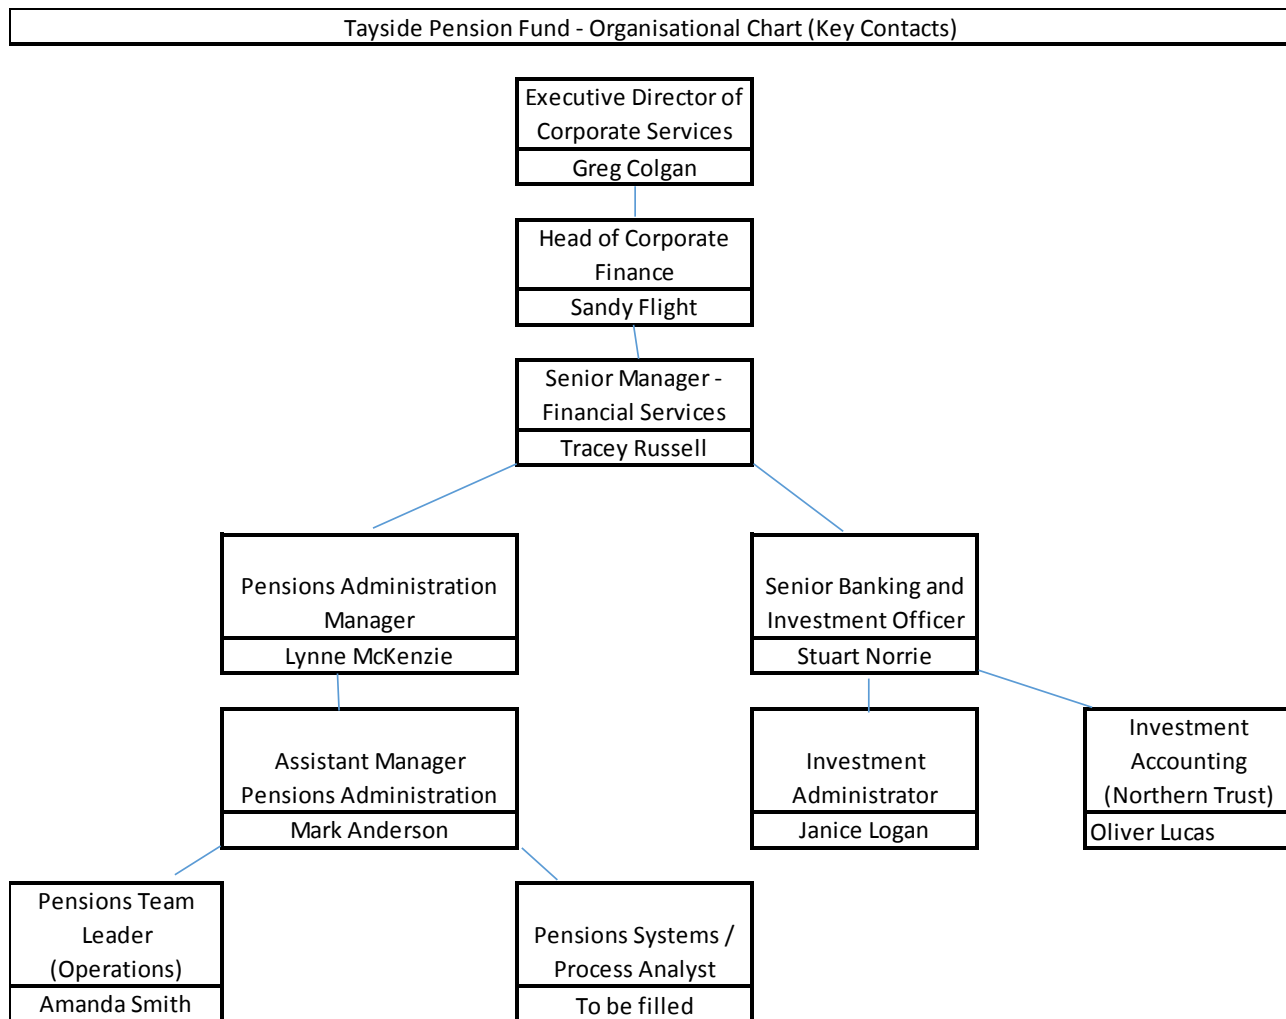 Tayside Pension Fund - Organisational Chart (Key Contacts)
Executive Director of
Corporate Services
Greg Colgan
Head of Corporate
Finance
Sandy Flight
Senior Manager -
Financial Services
Tracey Russell
Pensions Administration
Manager
Lynne McKenzie
Senior Banking and
Investment Officer
Stuart Norrie
Assistant Manager
Pensions Administration
Mark Anderson
Investment
Administrator
Janice Logan
Investment
Accounting
(Northern Trust)
Oliver Lucas
Pensions Team
Leader
(Operations)
Amanda Smith
Pensions Systems /
Process Analyst
To be filled